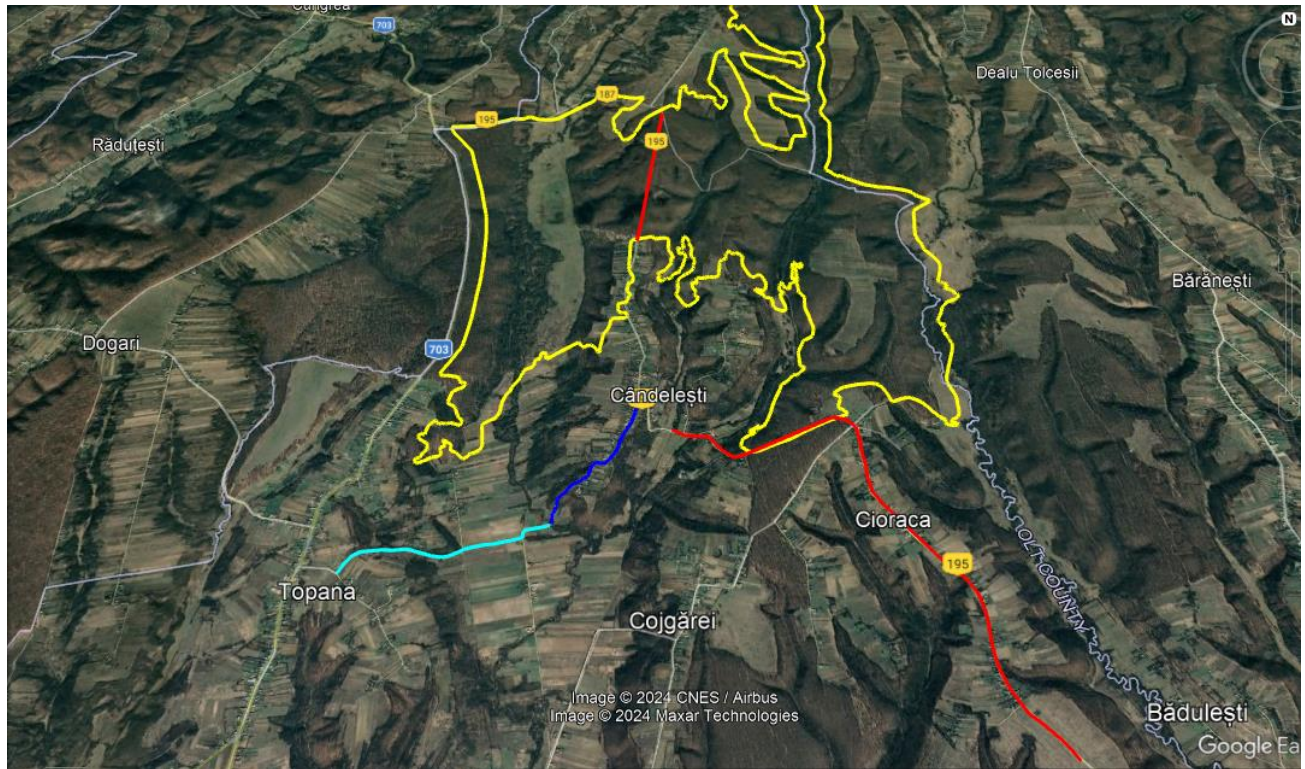 Cungrea
703
N
Dealu Tolcesii
187
195
Răduțești
195
Bărănești
Dogari
703
Cândelești
Cioraca
195
OLT COUNTY
Topana
Cojgărei
Image © 2024 CNES / Airbus
Image © 2024 Maxar Technologies
Bădulești
Google Ea